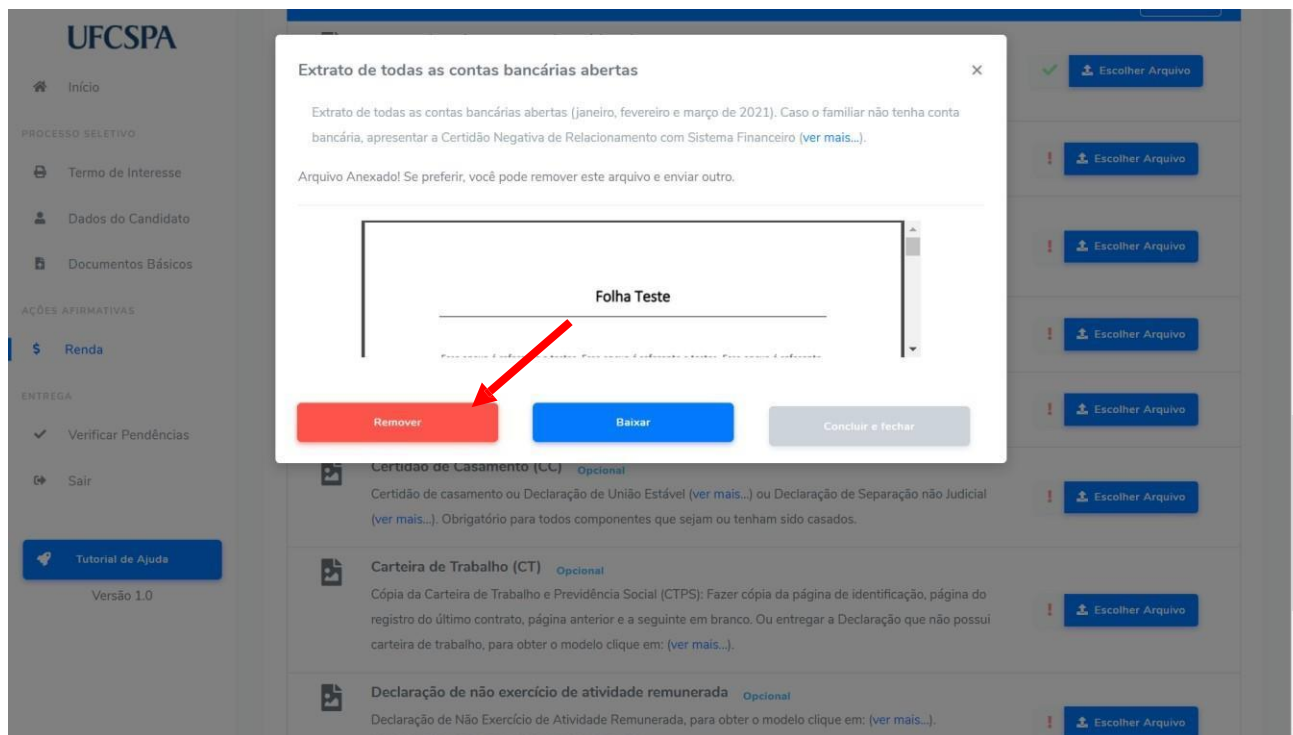 UFCSPA
Início
PROCESSO SELETIVO
Termo de Interesse
Dados do Candidato
Documentos Básicos
AÇÕES AFIRMATIVAS
$ Renda
ENTREGA
Verificar Pendências
Sair
Tutorial de Ajuda
Versão 1.0
Extrato de todas as contas bancárias abertas ×
Extrato de todas as contas bancárias abertas (janeiro, fevereiro e março de 2021). Caso o familiar não tenha conta
bancária, apresentar a Certidão Negativa de Relacionamento com Sistema Financeiro (ver mais...).
Arquivo Anexado! Se preferir, você pode remover este arquivo e enviar outro.
Folha Teste
Remover
Baixar
Concluir e fechar
Escolher Arquivo
! Escolher Arquivo
! Escolher Arquivo
! Escolher Arquivo
! Escolher Arquivo
Certidão de Casamento (CC) Opcional
Certidão de casamento ou Declaração de União Estável (ver mais...) ou Declaração de Separação não Judicial
(ver mais...). Obrigatório para todos componentes que sejam ou tenham sido casados.
! Escolher Arquivo
Carteira de Trabalho (CT) Opcional
Cópia da Carteira de Trabalho e Previdência Social (CTPS): Fazer cópia da página de identificação, página do
registro do último contrato, página anterior e a seguinte em branco. Ou entregar a Declaração que não possui
carteira de trabalho, para obter o modelo clique em: (ver mais...).
! Escolher Arquivo
Declaração de não exercício de atividade remunerada Opcional
Declaração de Não Exercício de Atividade Remunerada, para obter o modelo clique em: (ver mais...).
! Escolher Arquivo